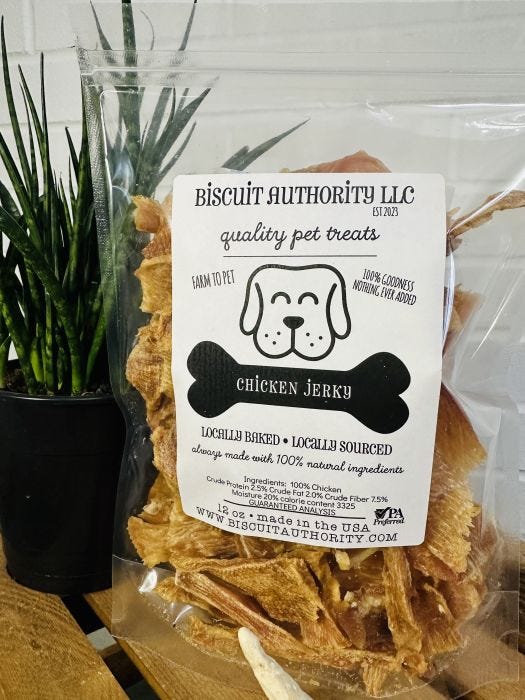 BISCUIT AUTHORITY LLC
EST 2023
quality pet treats
FARM TO PET
100% GOODNESS
NOTHING EVER ADDED
CHICKEN JERKY
LOCALLY BAKED • LOCALLY SOURCED
always made with 100% natural ingredients
Ingredients: 100% Chicken
Crude Protein 2.5% Crude Fat 2.0% Crude Fiber 7.5%
Moisture 20% calorie content 3325
GUARANTEED ANALYSIS
12 oz • made in the USA
WWW.BISCUITAUTHORITY.COM
PA
Preferred